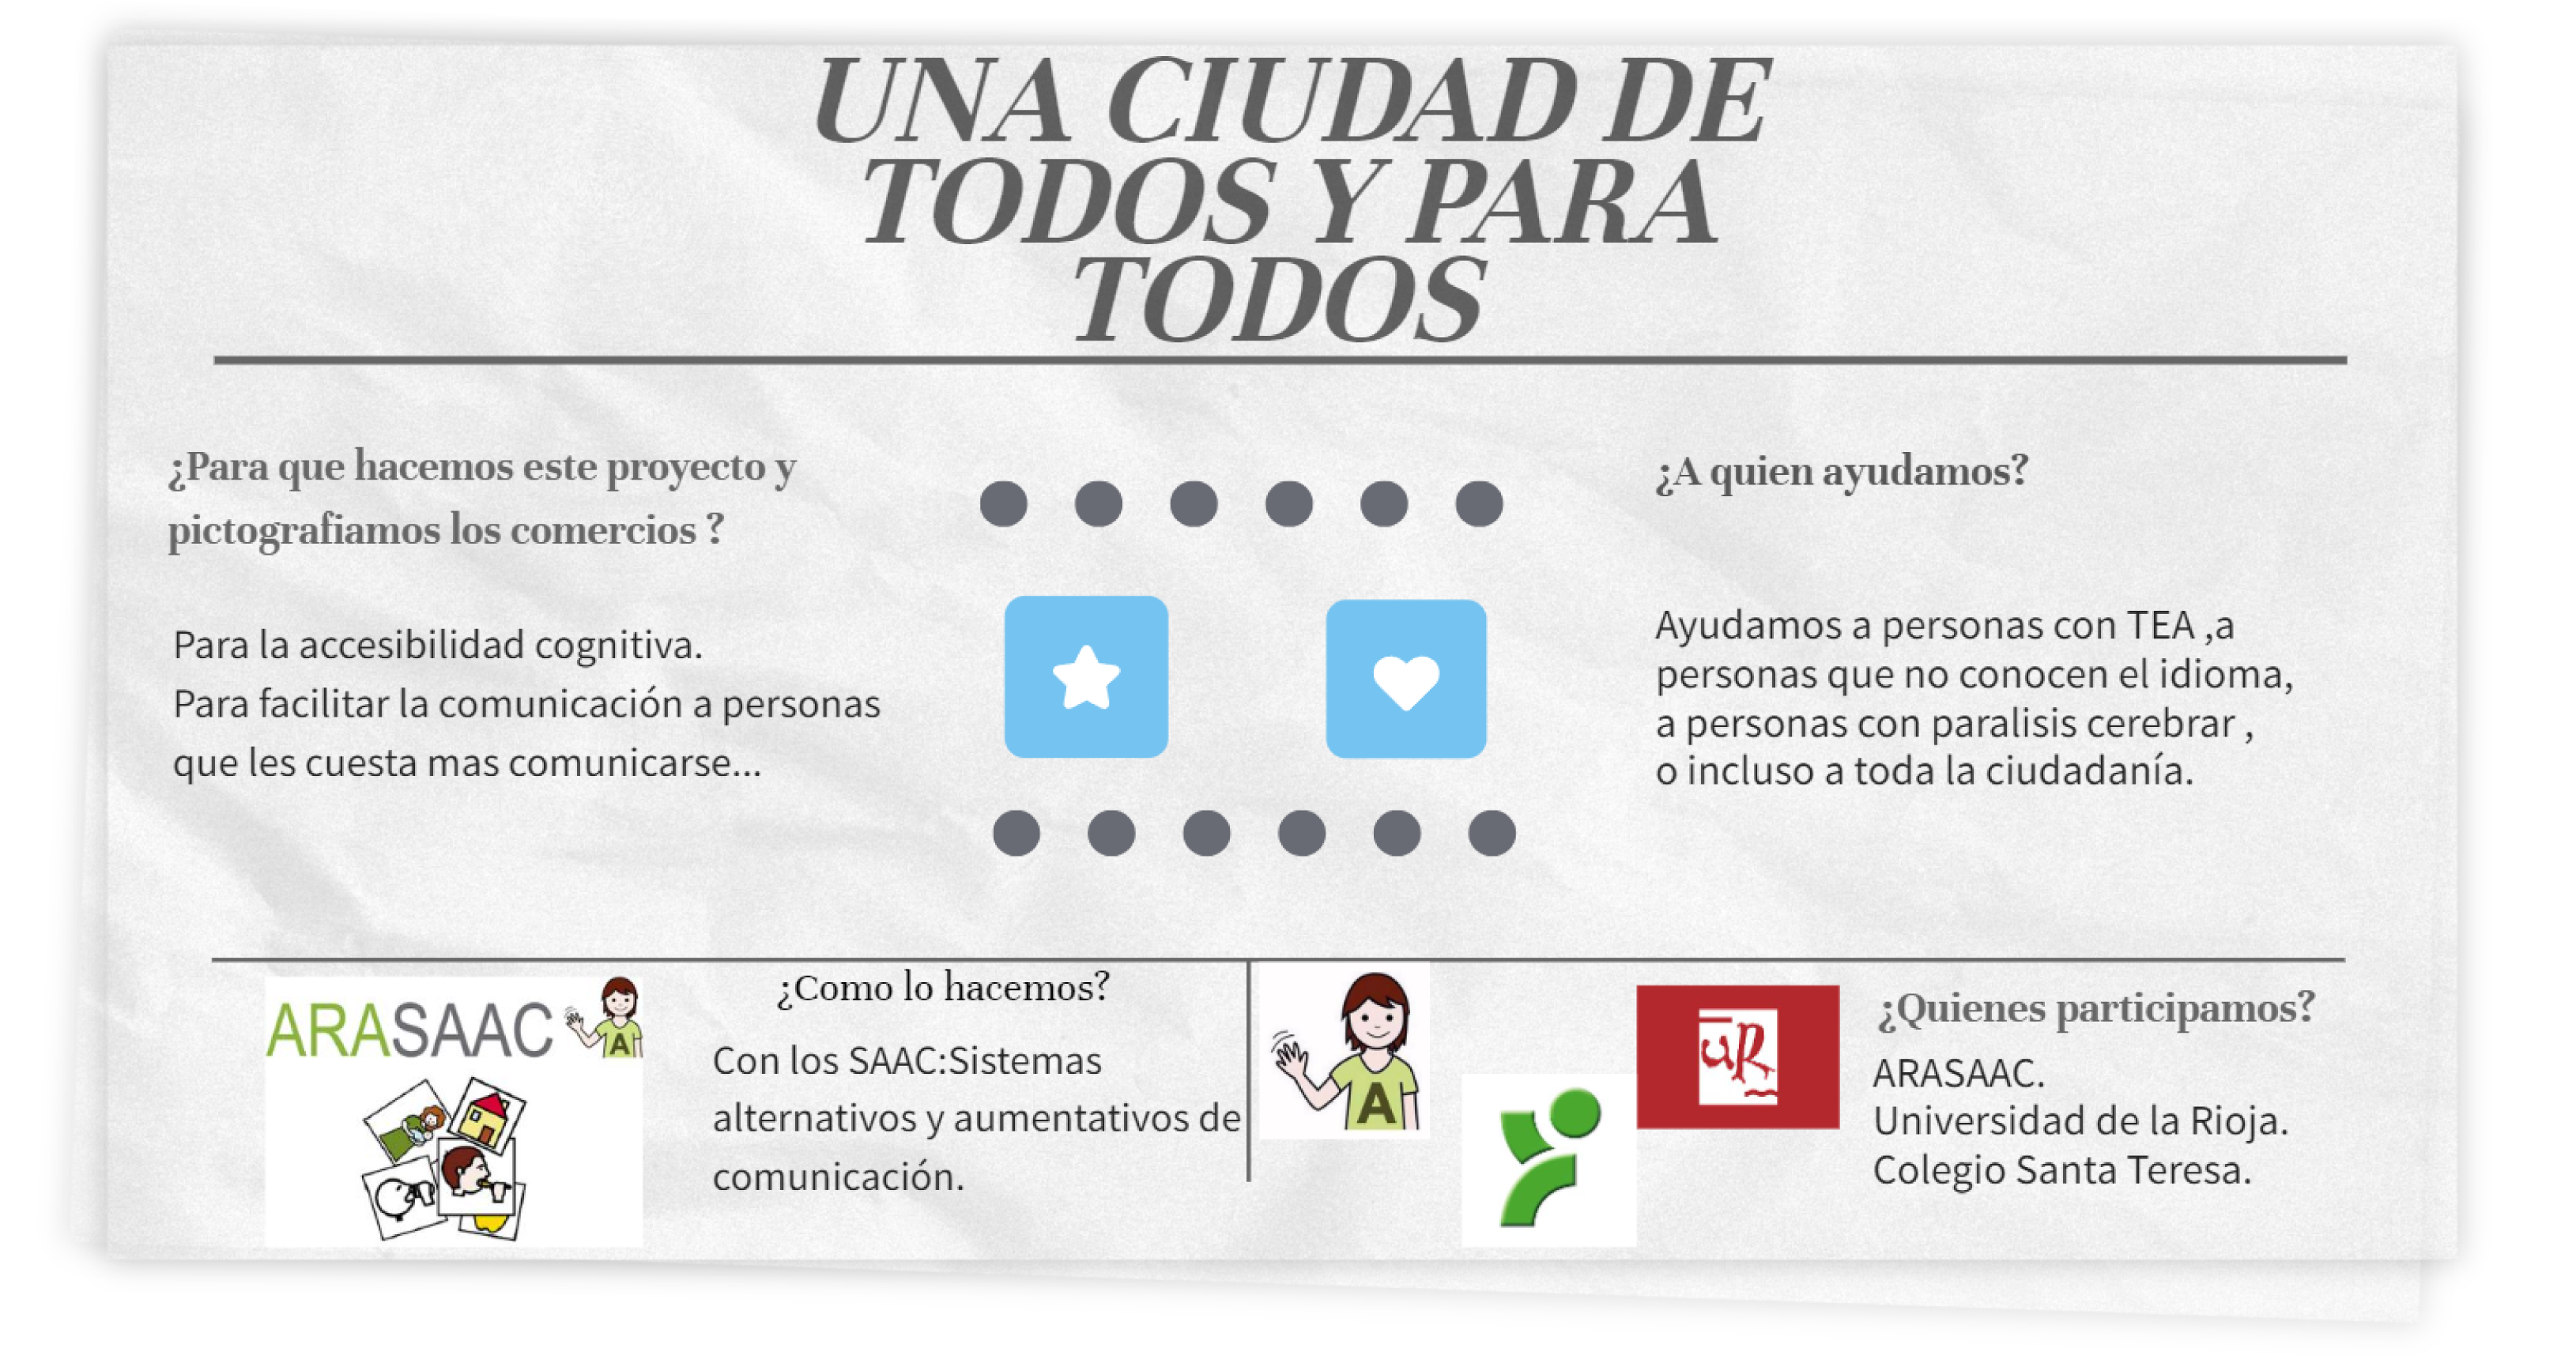 UNA CIUDAD DE
TODOS Y PARA
TODOS
¿Para que hacemos este proyecto y
pictografiamos los comercios ?
Para la accesibilidad cognitiva.
Para facilitar la comunicación a personas
que les cuesta mas comunicarse...
¿A quien ayudamos?
Ayudamos a personas con TEA ,a
personas que no conocen el idioma,
a personas con paralisis cerebrar ,
o incluso a toda la ciudadanía.
ARASAAC
A
¿Como lo hacemos?
Con los SAAC:Sistemas
alternativos y aumentativos de
comunicación.
A
uR
¿Quienes participamos?
ARASAAC.
Universidad de la Rioja.
Colegio Santa Teresa.